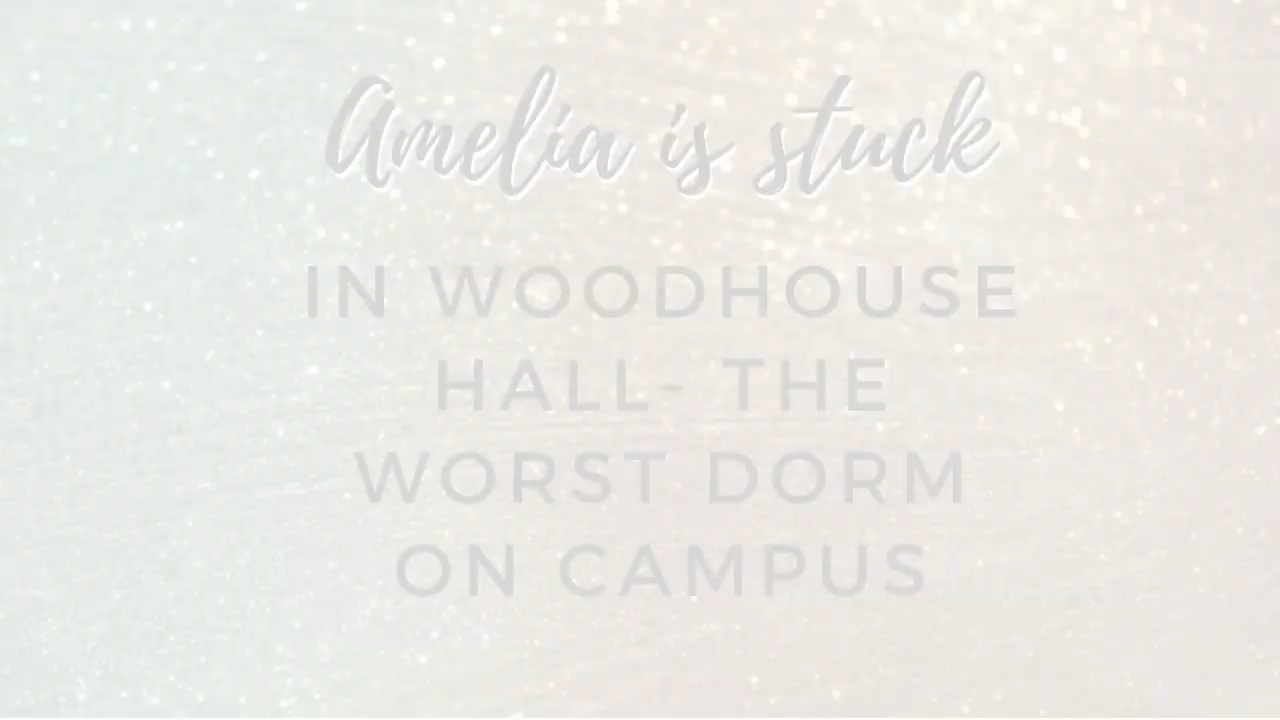 Amelia is stuck
IN WOODHOUSE
HALL- THE
WORST DORM
ON CAMPUS